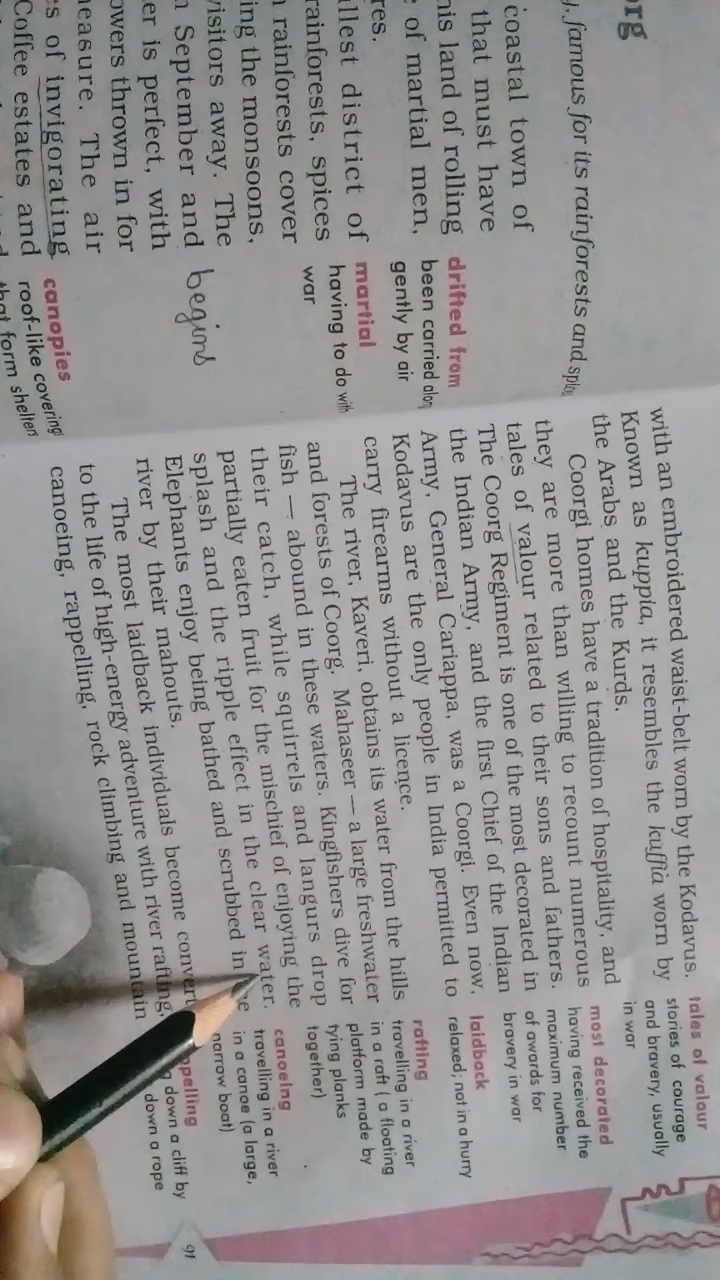 org
famous for its rainforests and
coastal town of
that must have
his land of rolling
of martial men,
res.
allest district of
rainforests, spices
rainforests cover
ing the monsoons,
visitors away. The
September and
er is perfect, with
owers thrown in for
measure. The air
s of invigorating
Coffee estates and
begins
drifted from
been carried
gently by air
martial
having to do with
war
canopies
roof-like
that form
with an embroidered waist-belt worn by the Kodavus.
Known as kuppia, it resembles the kuffia worn by
the Arabs and the Kurds.
Coorgi homes have a tradition of hospitality, and
they are more than willing to recount numerous
tales of valour related to their sons and fathers.
The Coorg Regiment is one of the most decorated in
the Indian Army, and the first Chief of the Indian
Army, General Cariappa, was a Coorgi. Even now,
Kodavus are the only people in India permitted to
carry firearms without a licence.
The river, Kaveri, obtains its water from the hills
and forests of Coorg. Mahaseer — a large freshwater
fish — abound in these waters. Kingfishers dive for
their catch, while squirrels and langurs drop
partially eaten fruit for the mischief of enjoying the
splash and the ripple effect in the clear water.
Elephants enjoy being bathed and scrubbed in
river by their mahouts.
The most laidback individuals become
to the life of high-energy adventure with river rafting,
canoeing, rappelling, rock climbing and mountain
tales of valour
stories of courage
and bravery, usually
in war
most decorated
having received the
maximum number
of awards for
bravery in war
laidback
relaxed; not in a hurry
rafting
travelling in a river
in a raft (a floating
platform made by
tying planks
together)
canoeing
travelling in a river
in a canoe (a large,
narrow boat)
pelling
down a cliff by
down a rope
91